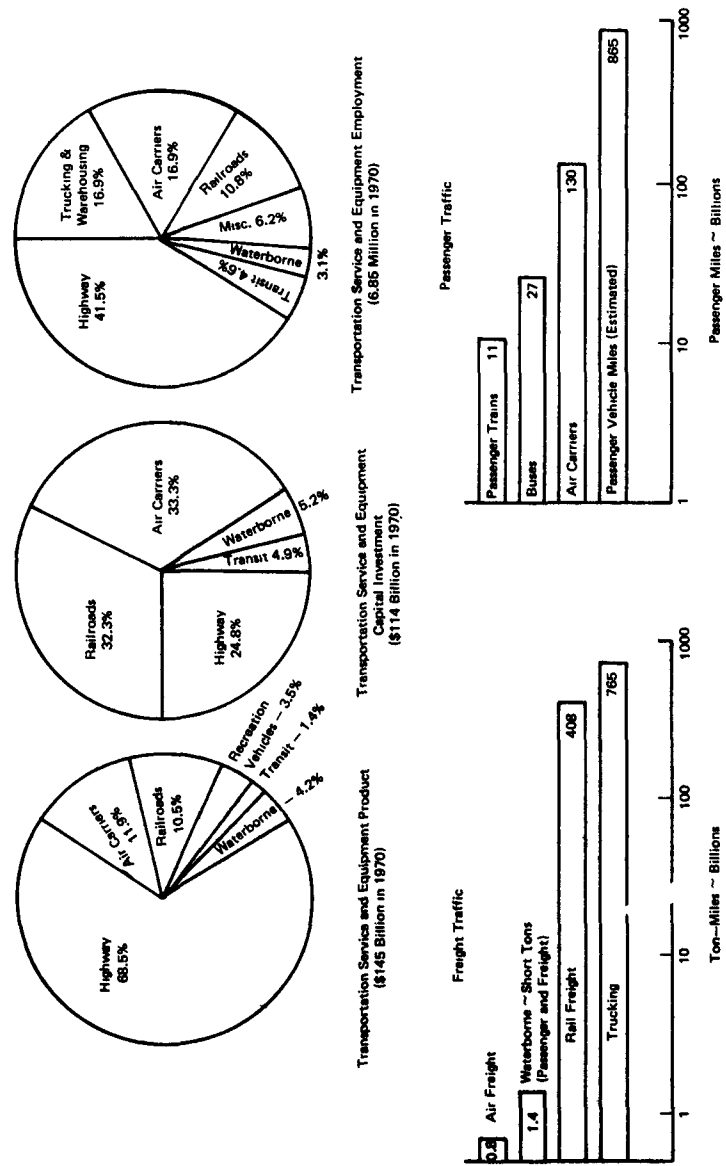 Highway
68.5%
Air Carriers
11.9%
Railroads
10.5%
Recreation
Vehicles – 3.5%
Transit – 1.4%
Waterborne – 4.2%
Transportation Service and Equipment Product
($145 Billion in 1970)
Railroads
32.3%
Air Carriers
33.3%
Waterborne 5.2%
Transit 4.9%
Highway
24.8%
Transportation Service and Equipment
Capital Investment
($114 Billion in 1970)
Highway
41.5%
Trucking &
Warehousing
16.9%
Air Carriers
16.9%
Railroads
10.8%
Misc. 6.2%
Waterborne
3.1%
Transit 4.6%
Transportation Service and Equipment Employment
(6.85 Million in 1970)
Freight Traffic
0.8 Air Freight
1.4 Waterborne ~ Short Tons
(Passenger and Freight)
Rail Freight 408
Trucking 765
1 10 100 1000
Ton–Miles ~ Billions
Passenger Traffic
Passenger Trains 11
Buses 27
Air Carriers 130
Passenger Vehicle Miles (Estimated) 865
1 10 100 1000
Passenger Miles ~ Billions